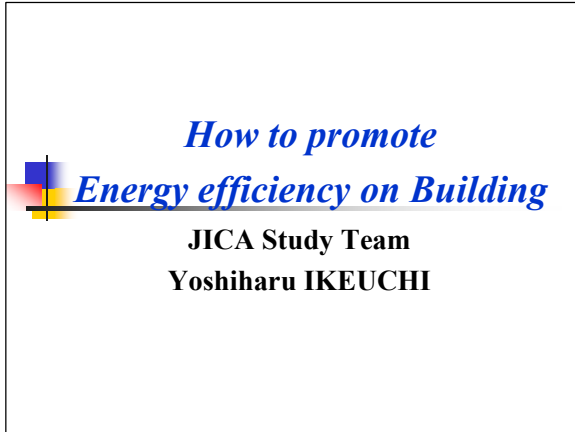 How to promote
Energy efficiency on Building
JICA Study Team
Yoshiharu IKEUCHI